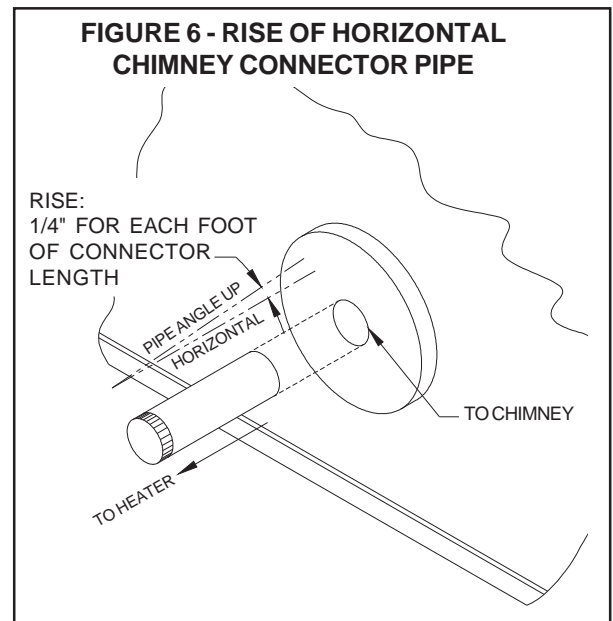 FIGURE 6 - RISE OF HORIZONTAL
CHIMNEY CONNECTOR PIPE
RISE:
1/4" FOR EACH FOOT
OF CONNECTOR
LENGTH
PIPE ANGLE UP
HORIZONTAL
TO CHIMNEY
TO HEATER